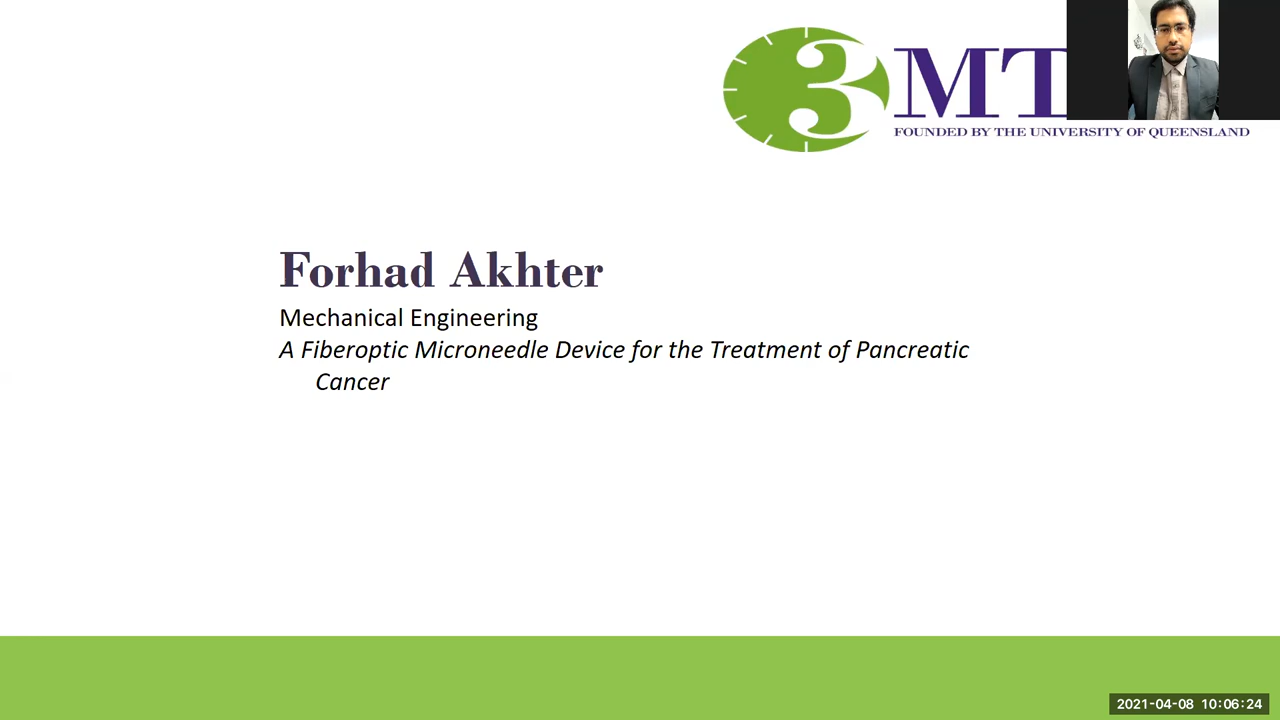 3MT
FOUNDED BY THE UNIVERSITY OF QUEENSLAND
Forhad Akhter
Mechanical Engineering
A Fiberoptic Microneedle Device for the Treatment of Pancreatic
Cancer
2021-04-08 10:06:24